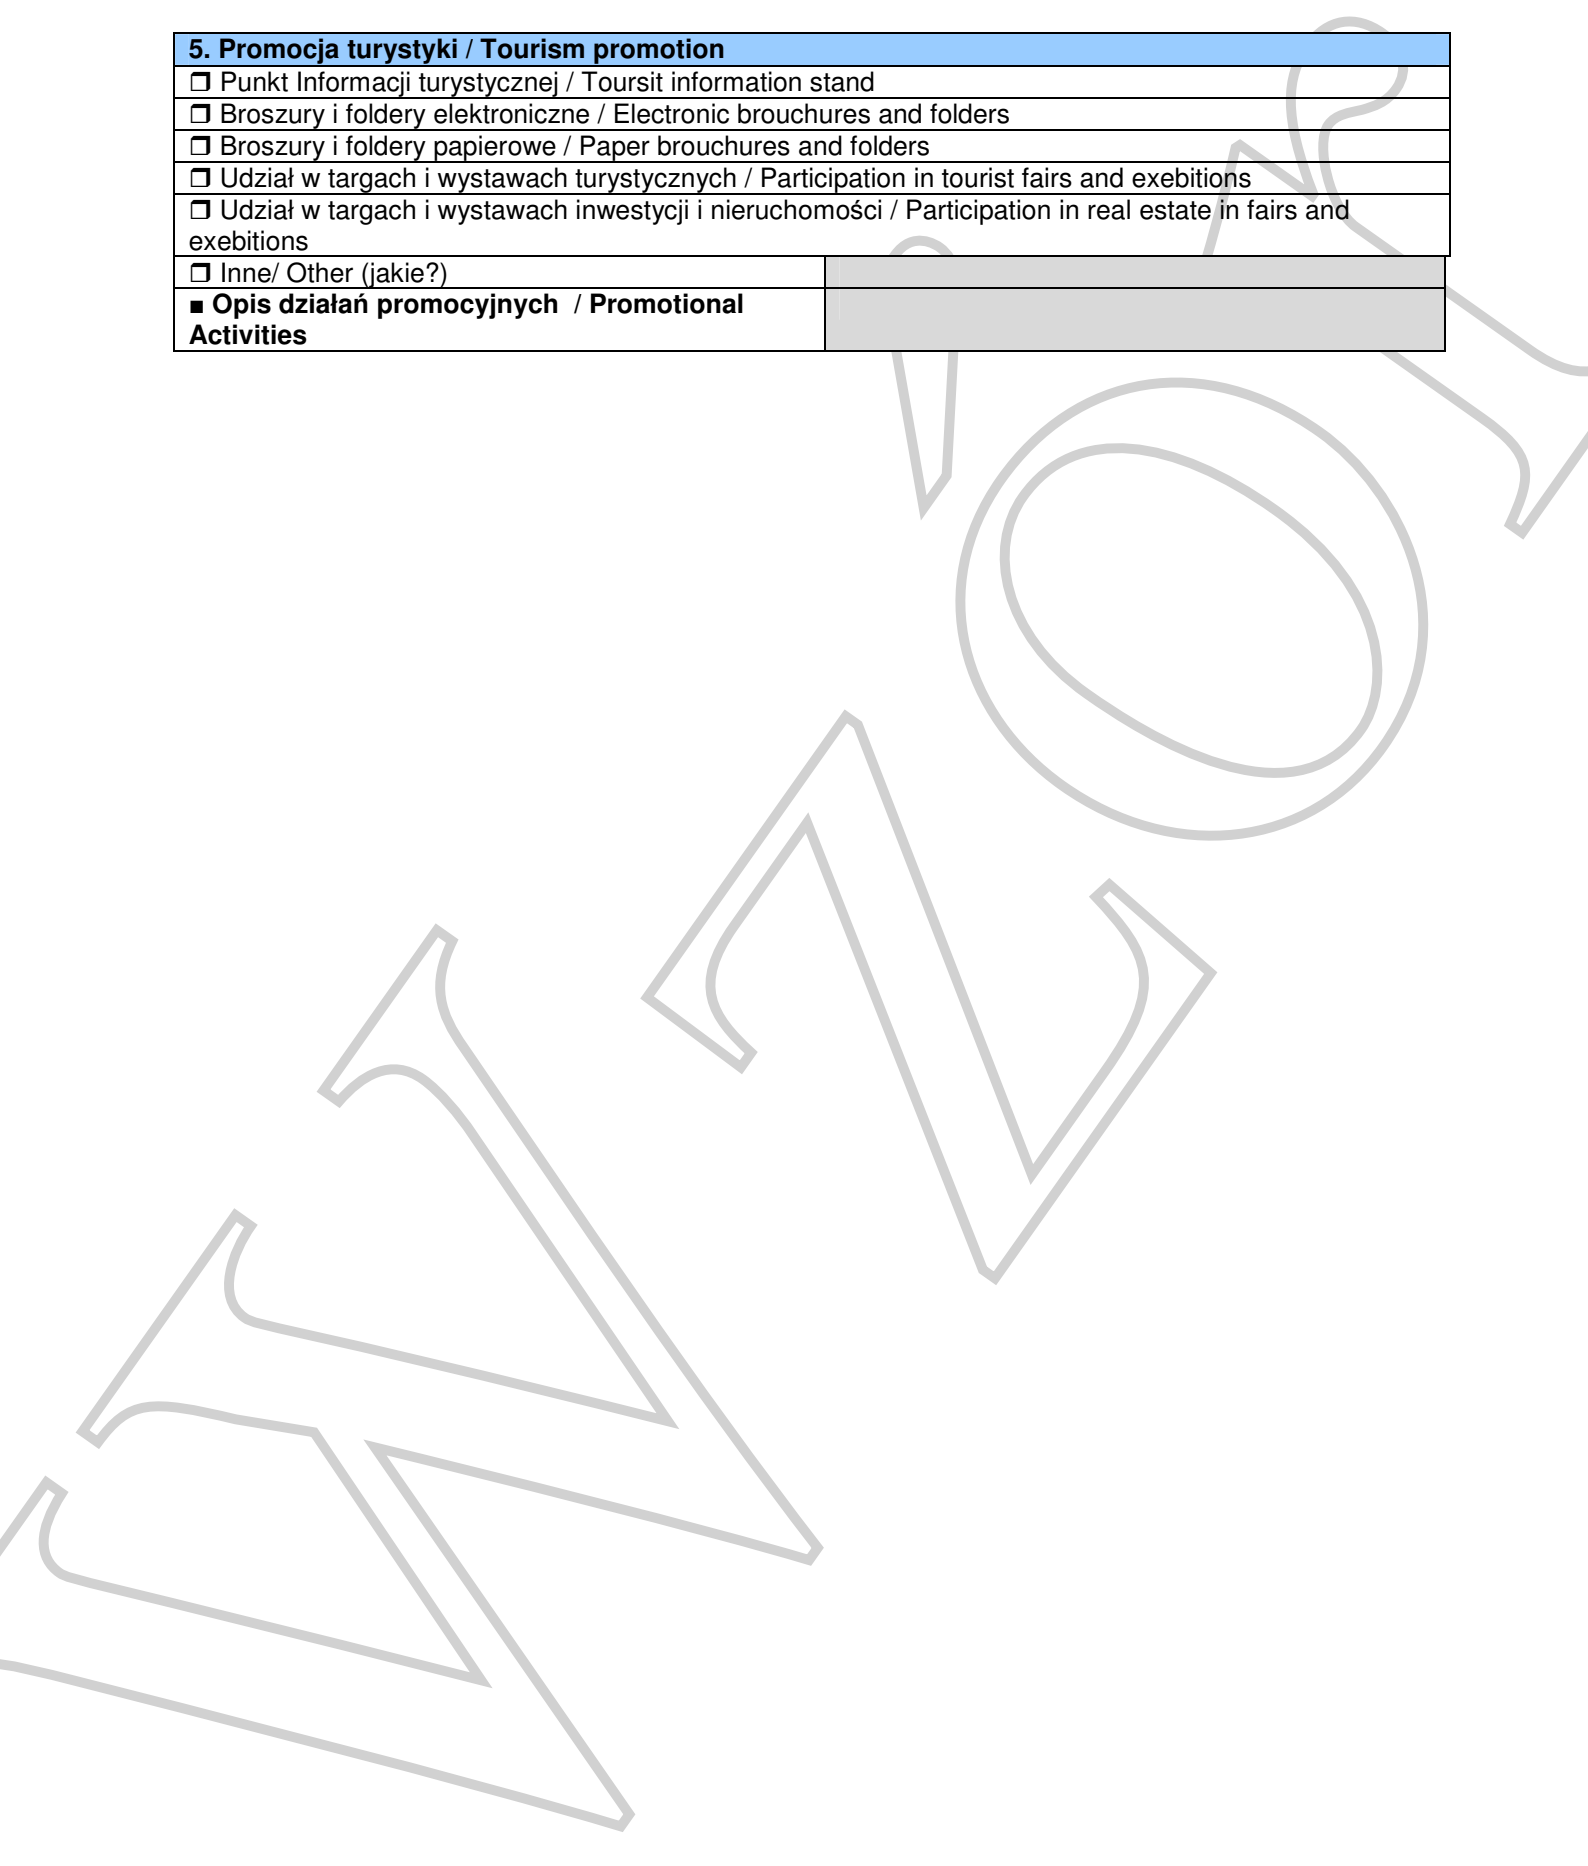 5. Promocja turystyki / Tourism promotion
❒ Punkt Informacji turystycznej / Toursit information stand
❒ Broszury i foldery elektroniczne / Electronic brouchures and folders
❒ Broszury i foldery papierowe / Paper brouchures and folders
❒ Udział w targach i wystawach turystycznych / Participation in tourist fairs and exebitions
❒ Udział w targach i wystawach inwestycji i nieruchomości / Participation in real estate in fairs and
exebitions
❒ Inne/ Other (jakie?)
■ Opis działań promocyjnych / Promotional
Activities
WZÓR